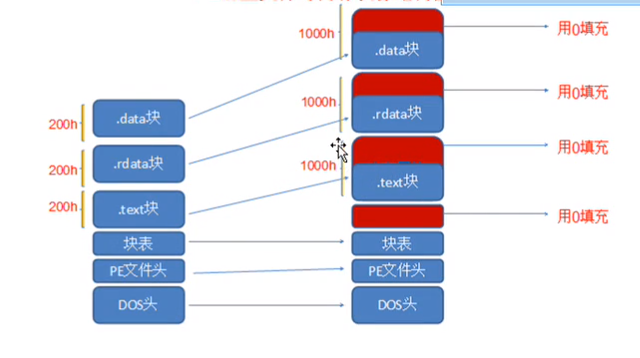 1000h
.data块
用0填充
1000h
.rdata块
用0填充
200h
.data块
200h
.rdata块
1000h
.text块
用0填充
200h
.text块
用0填充
块表
块表
PE文件头
PE文件头
DOS头
DOS头